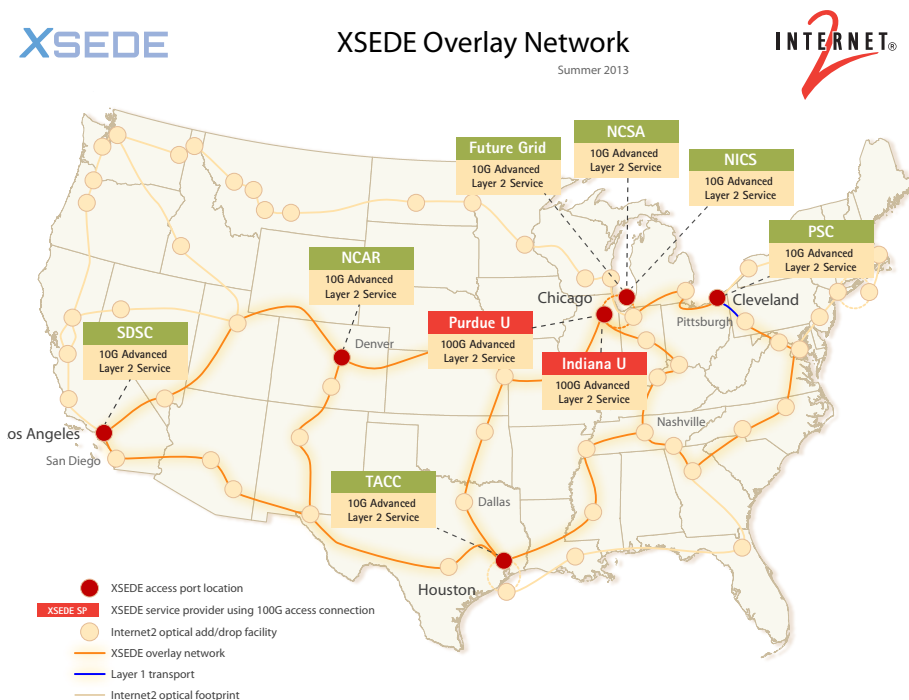 XSEDE
XSEDE Overlay Network
Summer 2013
INTERNET®
2
Future Grid
10G Advanced
Layer 2 Service
NCSA
10G Advanced
Layer 2 Service
NICS
10G Advanced
Layer 2 Service
PSC
10G Advanced
Layer 2 Service
NCAR
10G Advanced
Layer 2 Service
SDSC
10G Advanced
Layer 2 Service
Purdue U
100G Advanced
Layer 2 Service
Indiana U
100G Advanced
Layer 2 Service
TACC
10G Advanced
Layer 2 Service
Chicago
Cleveland
Pittsburgh
Denver
Nashville
os Angeles
San Diego
Dallas
Houston
XSEDE access port location
XSEDE SP
XSEDE service provider using 100G access connection
Internet2 optical add/drop facility
XSEDE overlay network
Layer 1 transport
Internet2 optical footprint